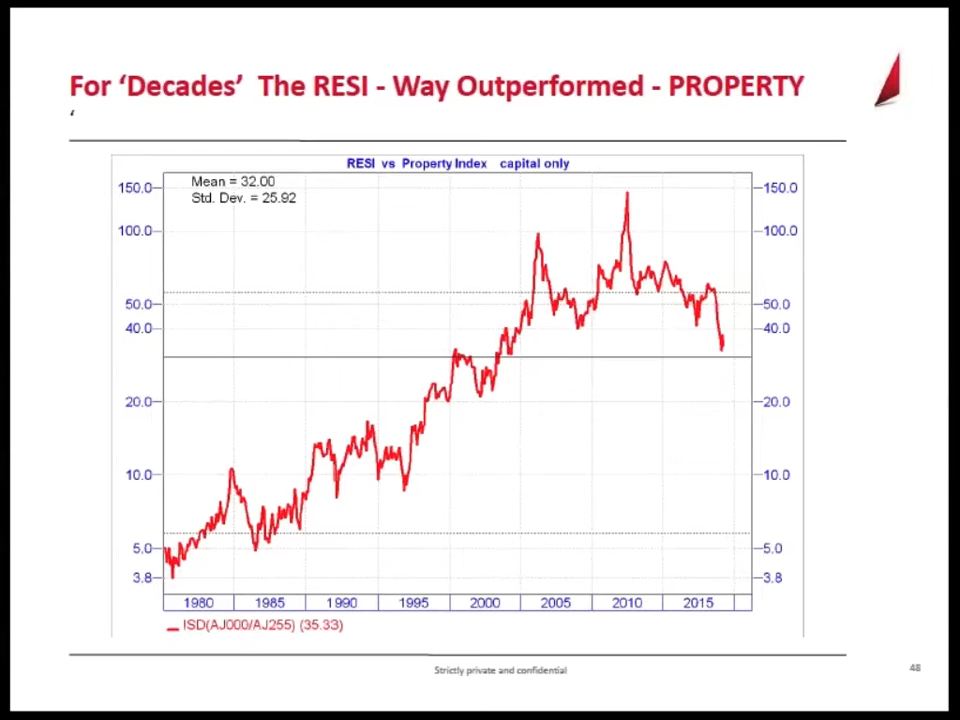 For ‘Decades’ The RESI - Way Outperformed - PROPERTY
‘
RESI vs Property Index capital only
Mean = 32.00
Std. Dev. = 25.92
150.0 150.0
100.0 100.0
50.0 50.0
40.0 40.0
20.0 20.0
10.0 10.0
5.0 5.0
3.8 3.8
1980 1985 1990 1995 2000 2005 2010 2015
ISD(AJ000/AJ255) (35.33)
Strictly private and confidential
48